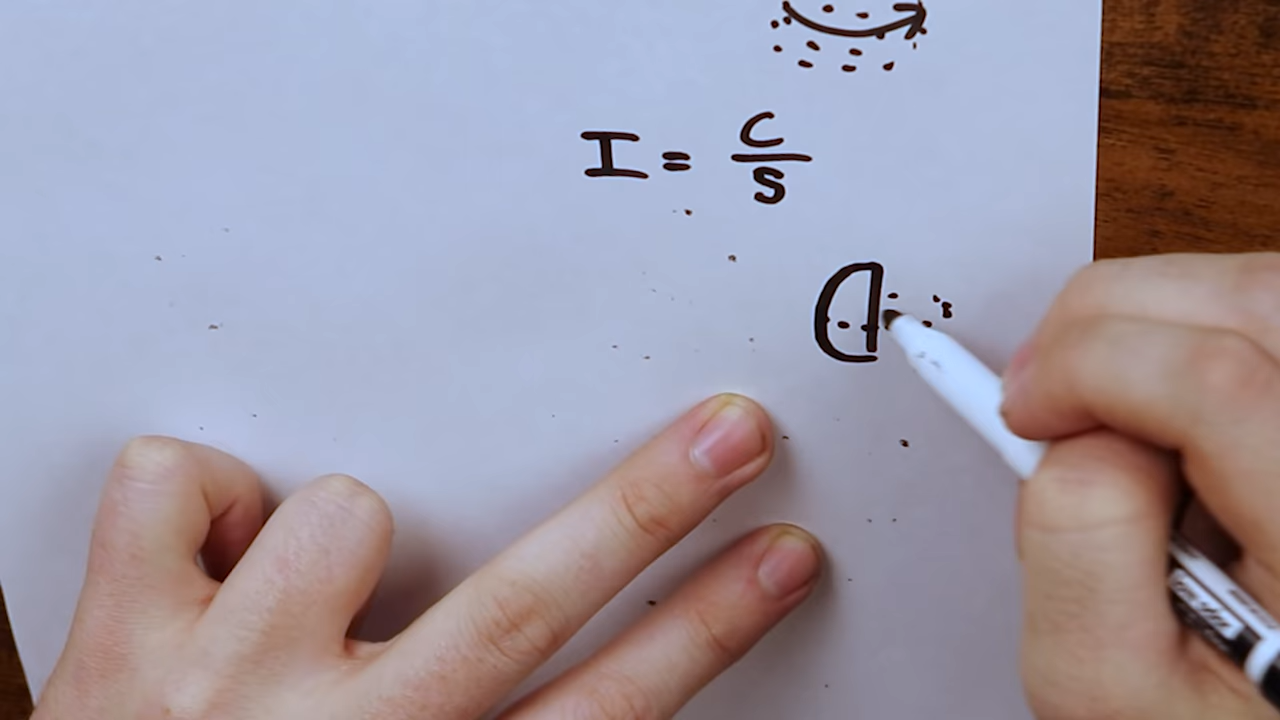 I = C/S